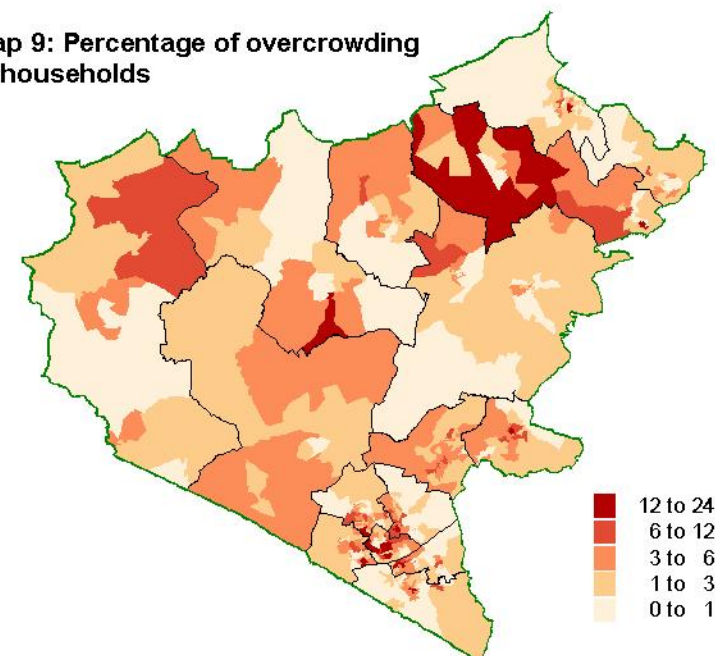 ap 9: Percentage of overcrowding
households
12 to 24
6 to 12
3 to 6
1 to 3
0 to 1